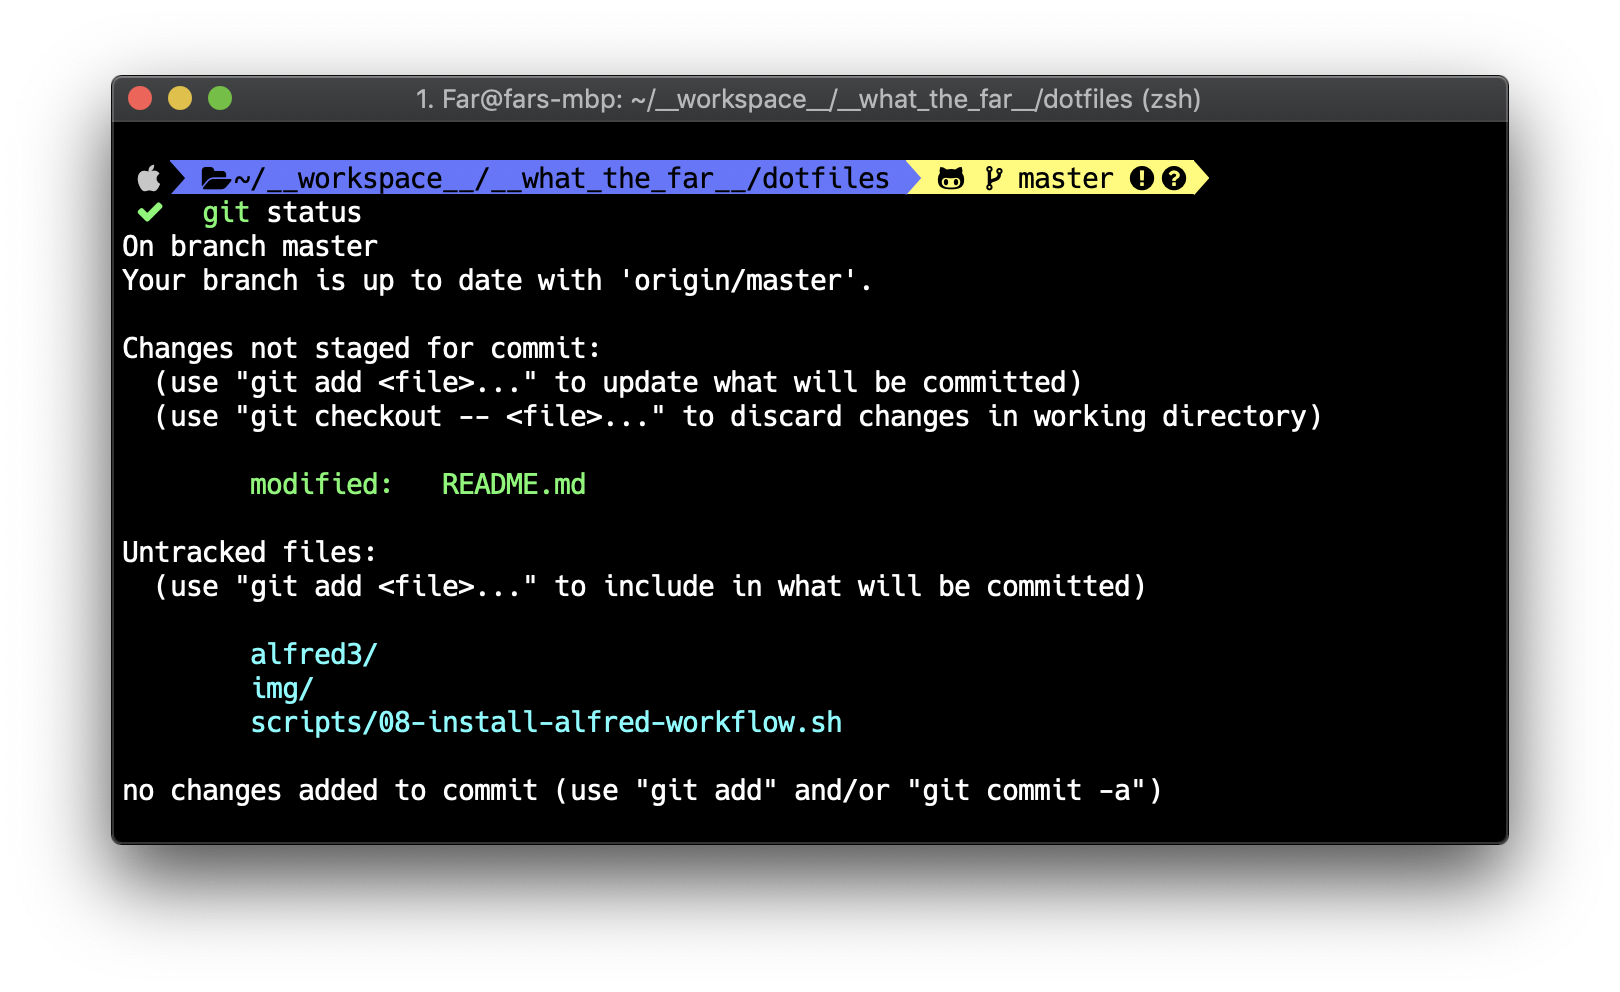 1. Far@fars-mbp: ~/__workspace__/__what_the_far__/dotfiles (zsh)
~/__workspace__/__what_the_far__/dotfiles master
git status
On branch master
Your branch is up to date with 'origin/master'.
Changes not staged for commit:
(use "git add <file>..." to update what will be committed)
(use "git checkout -- <file>..." to discard changes in working directory)
modified: README.md
Untracked files:
(use "git add <file>..." to include in what will be committed)
alfred3/
img/
scripts/08-install-alfred-workflow.sh
no changes added to commit (use "git add" and/or "git commit -a")